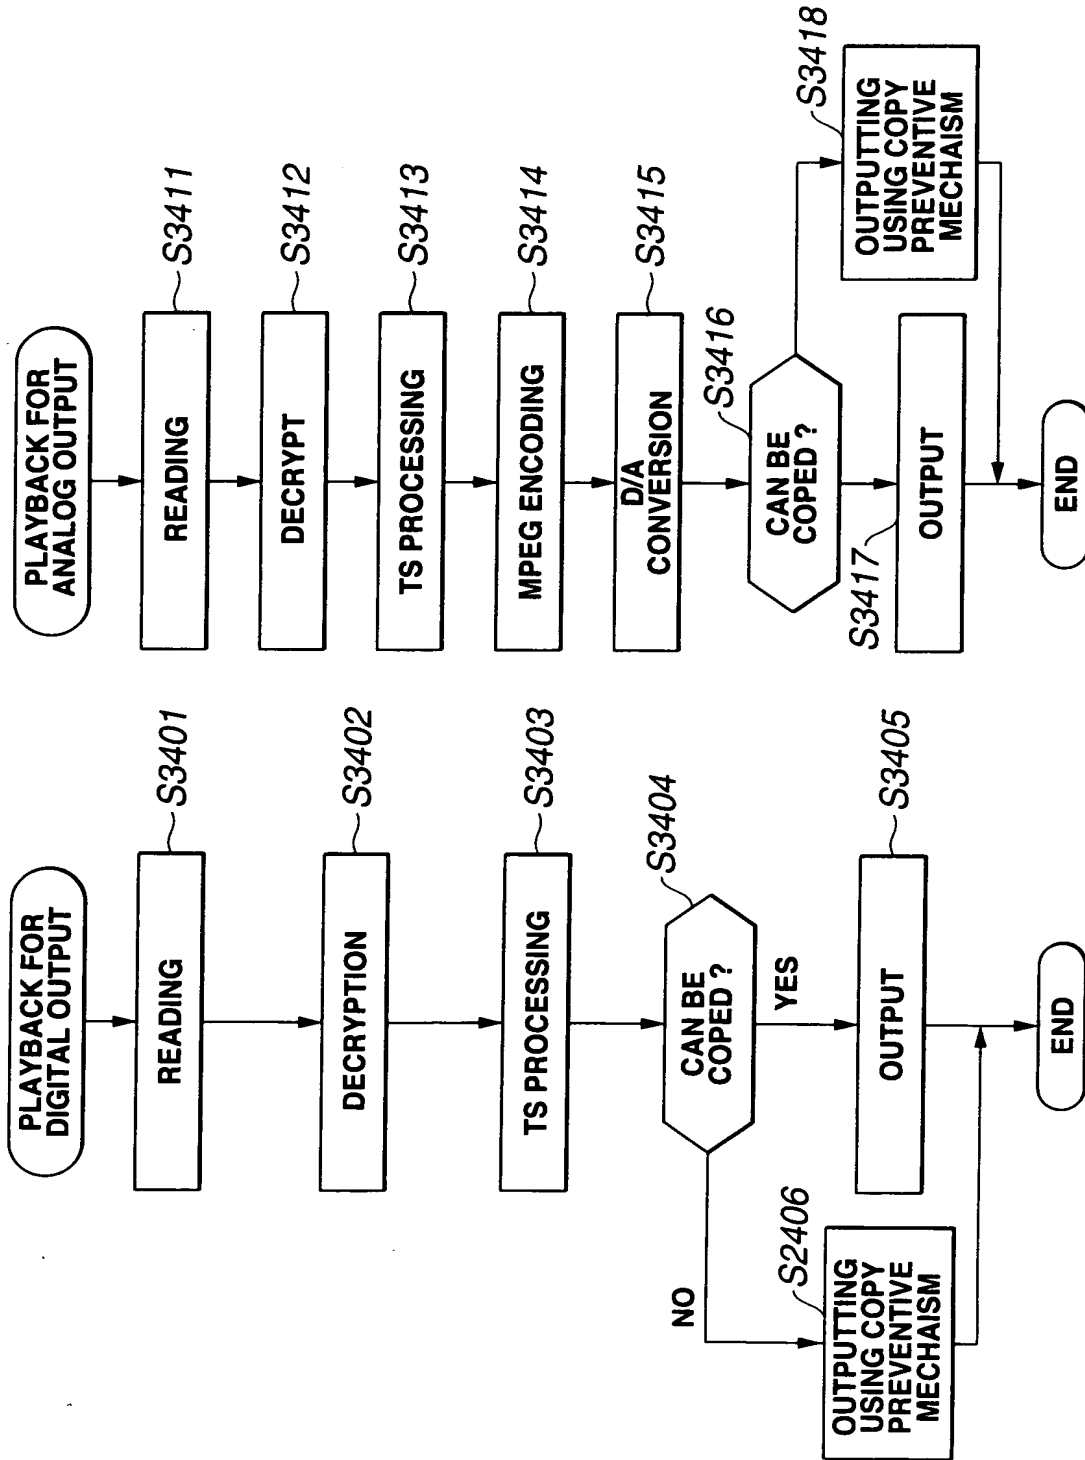 PLAYBACK FOR
DIGITAL OUTPUT
READING
S3401
DECRYPTION
S3402
TS PROCESSING
S3403
CAN BE
COPED ?
S3404
NO
YES
OUTPUTTING
USING COPY
PREVENTIVE
MECHAISM
S2406
OUTPUT
S3405
END
PLAYBACK FOR
ANALOG OUTPUT
READING
S3411
DECRYPT
S3412
TS PROCESSING
S3413
MPEG ENCODING
S3414
D/A
CONVERSION
S3415
CAN BE
COPED ?
S3416
S3417
OUTPUT
OUTPUTTING
USING COPY
PREVENTIVE
MECHAISM
S3418
END